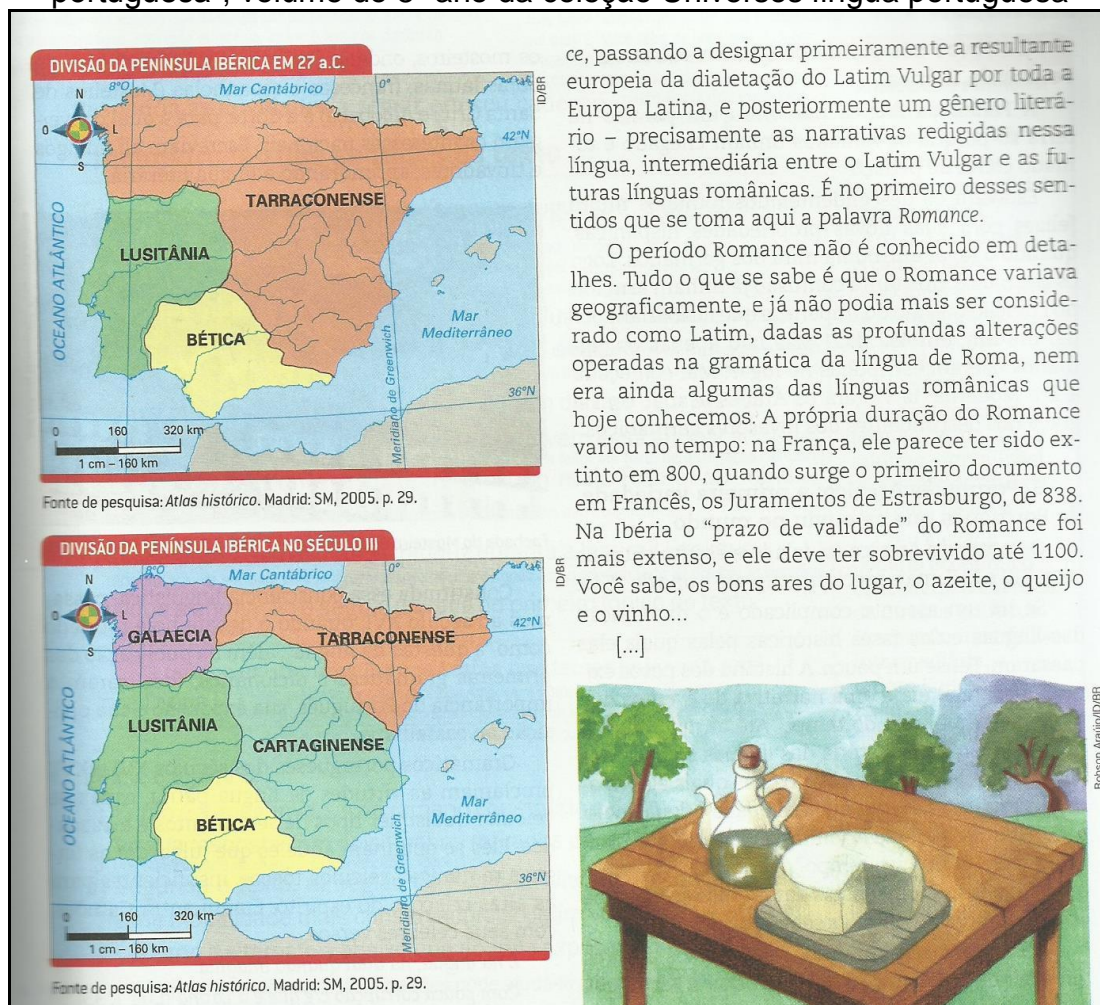 portuguesa", volume do 8º ano da coleção Universos língua portuguesa
DIVISÃO DA PENÍNSULA IBÉRICA EM 27 a.C.
N
O
L
S
8ºO
Mar Cantábrico
0º
42ºN
OCEANO ATLÂNTICO
TARRACONENSE
LUSITÂNIA
BÉTICA
Mar
Mediterrâneo
Meridiano de Greenwich
36ºN
0 160 320 km
1 cm – 160 km
ID/BR
Fonte de pesquisa: Atlas histórico. Madrid: SM, 2005. p. 29.
DIVISÃO DA PENÍNSULA IBÉRICA NO SÉCULO III
N
O
L
S
8ºO
Mar Cantábrico
0º
42ºN
OCEANO ATLÂNTICO
GALAÉCIA
TARRACONENSE
LUSITÂNIA
CARTAGINENSE
BÉTICA
Mar
Mediterrâneo
Meridiano de Greenwich
36ºN
0 160 320 km
1 cm – 160 km
ID/BR
Fonte de pesquisa: Atlas histórico. Madrid: SM, 2005. p. 29.
ce, passando a designar primeiramente a resultante
europeia da dialetação do Latim Vulgar por toda a
Europa Latina, e posteriormente um gênero literá-
rio – precisamente as narrativas redigidas nessa
língua, intermediária entre o Latim Vulgar e as fu-
turas línguas românicas. É no primeiro desses sen-
tidos que se toma aqui a palavra Romance.
O período Romance não é conhecido em deta-
lhes. Tudo o que se sabe é que o Romance variava
geograficamente, e já não podia mais ser conside-
rado como Latim, dadas as profundas alterações
operadas na gramática da língua de Roma, nem
era ainda algumas das línguas românicas que
hoje conhecemos. A própria duração do Romance
variou no tempo: na França, ele parece ter sido ex-
tinto em 800, quando surge o primeiro documento
em Francês, os Juramentos de Estrasburgo, de 838.
Na Ibéria o "prazo de validade" do Romance foi
mais extenso, e ele deve ter sobrevivido até 1100.
Você sabe, os bons ares do lugar, o azeite, o queijo
e o vinho...
[...]
Robson Araújo/ID/BR